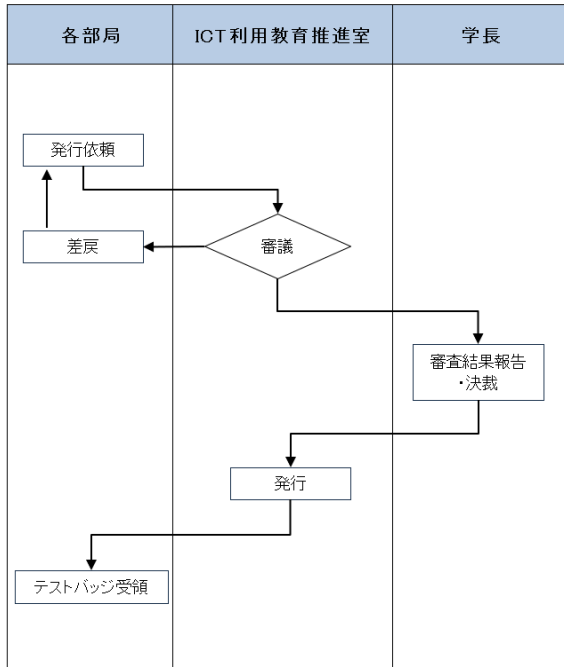 各部局
ICT利用教育推進室
学長
発行依頼
差戻
審議
審査結果報告
・決裁
発行
テストバッジ受領